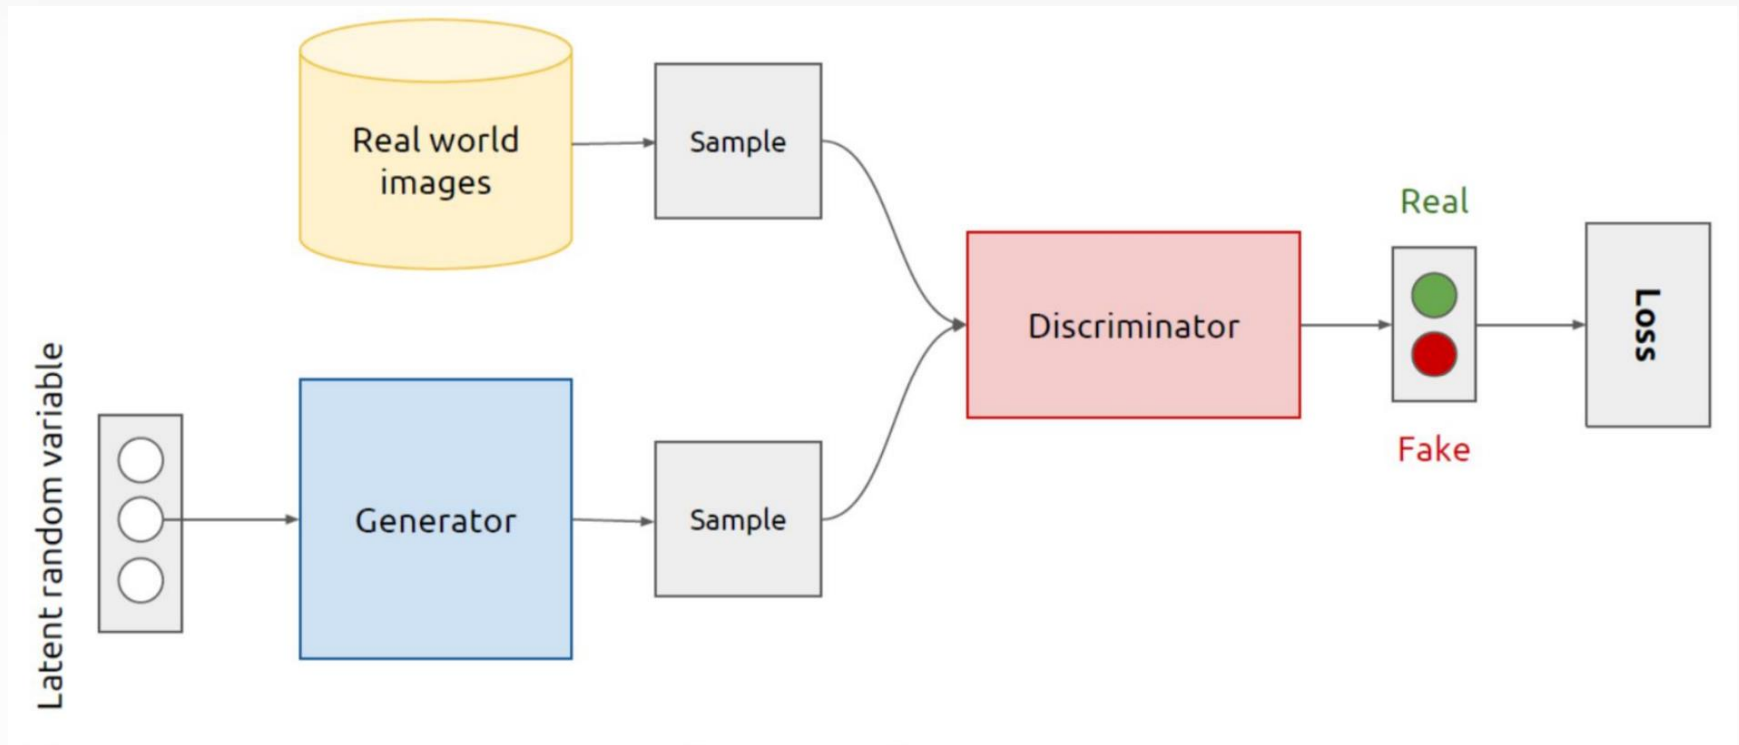 Real world
images
Sample
Real
Discriminator
Loss
Fake
Latent random variable
Generator
Sample